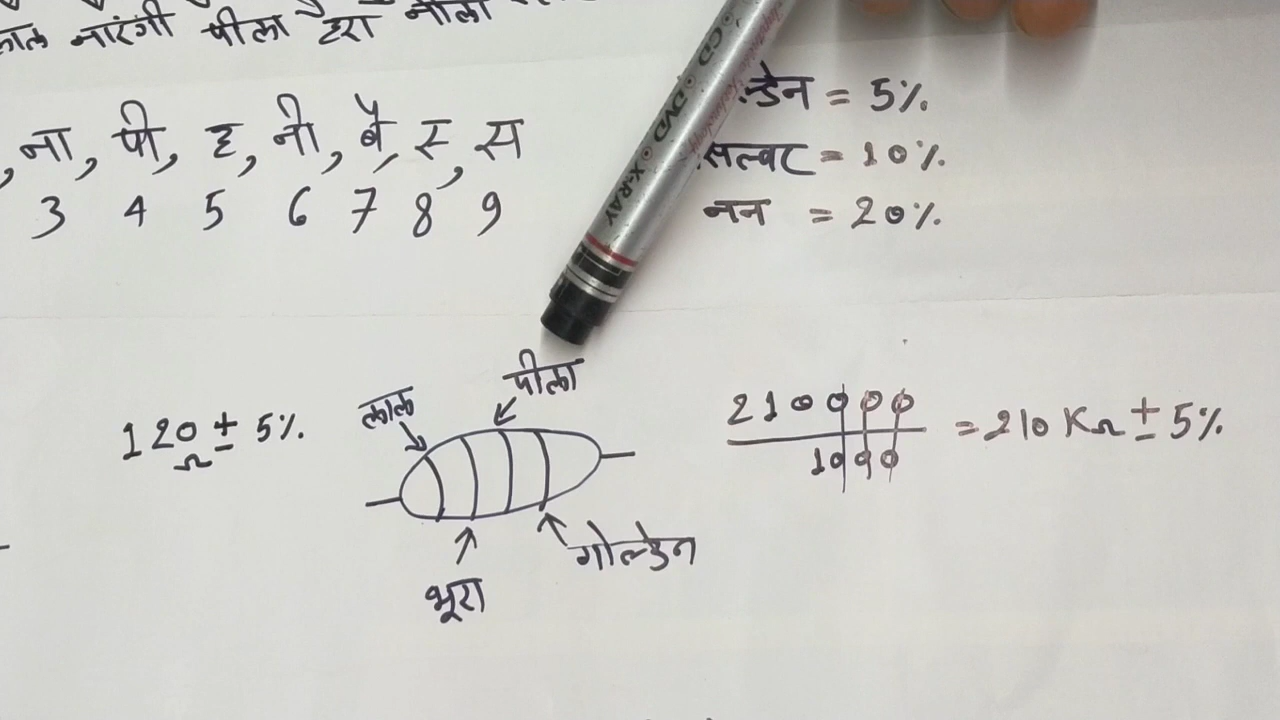 लाल नारंगी पीला हरा नीला
, ना, पी, ह, नी, बै, स्, स
3 4 5 6 7 8 9
CD DVD X-RAY
न्डेन = 5%.
सिल्वर = 10%.
नन = 20%.
पीला
लाल
120 Ω ± 5%.
210000
1000
= 210 KΩ ± 5%.
गोल्डेन
भूरा